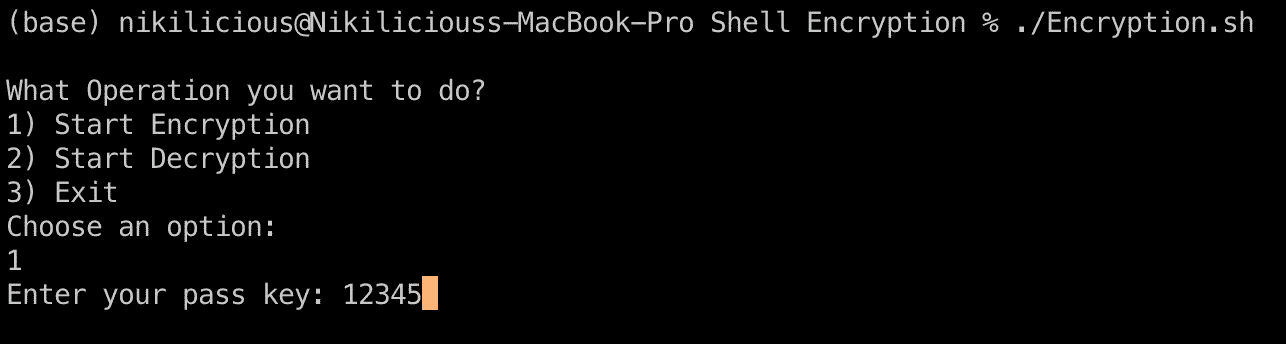 (base) nikilicious@Nikiliciouss-MacBook-Pro Shell Encryption % ./Encryption.sh
What Operation you want to do?
1) Start Encryption
2) Start Decryption
3) Exit
Choose an option:
1
Enter your pass key: 12345